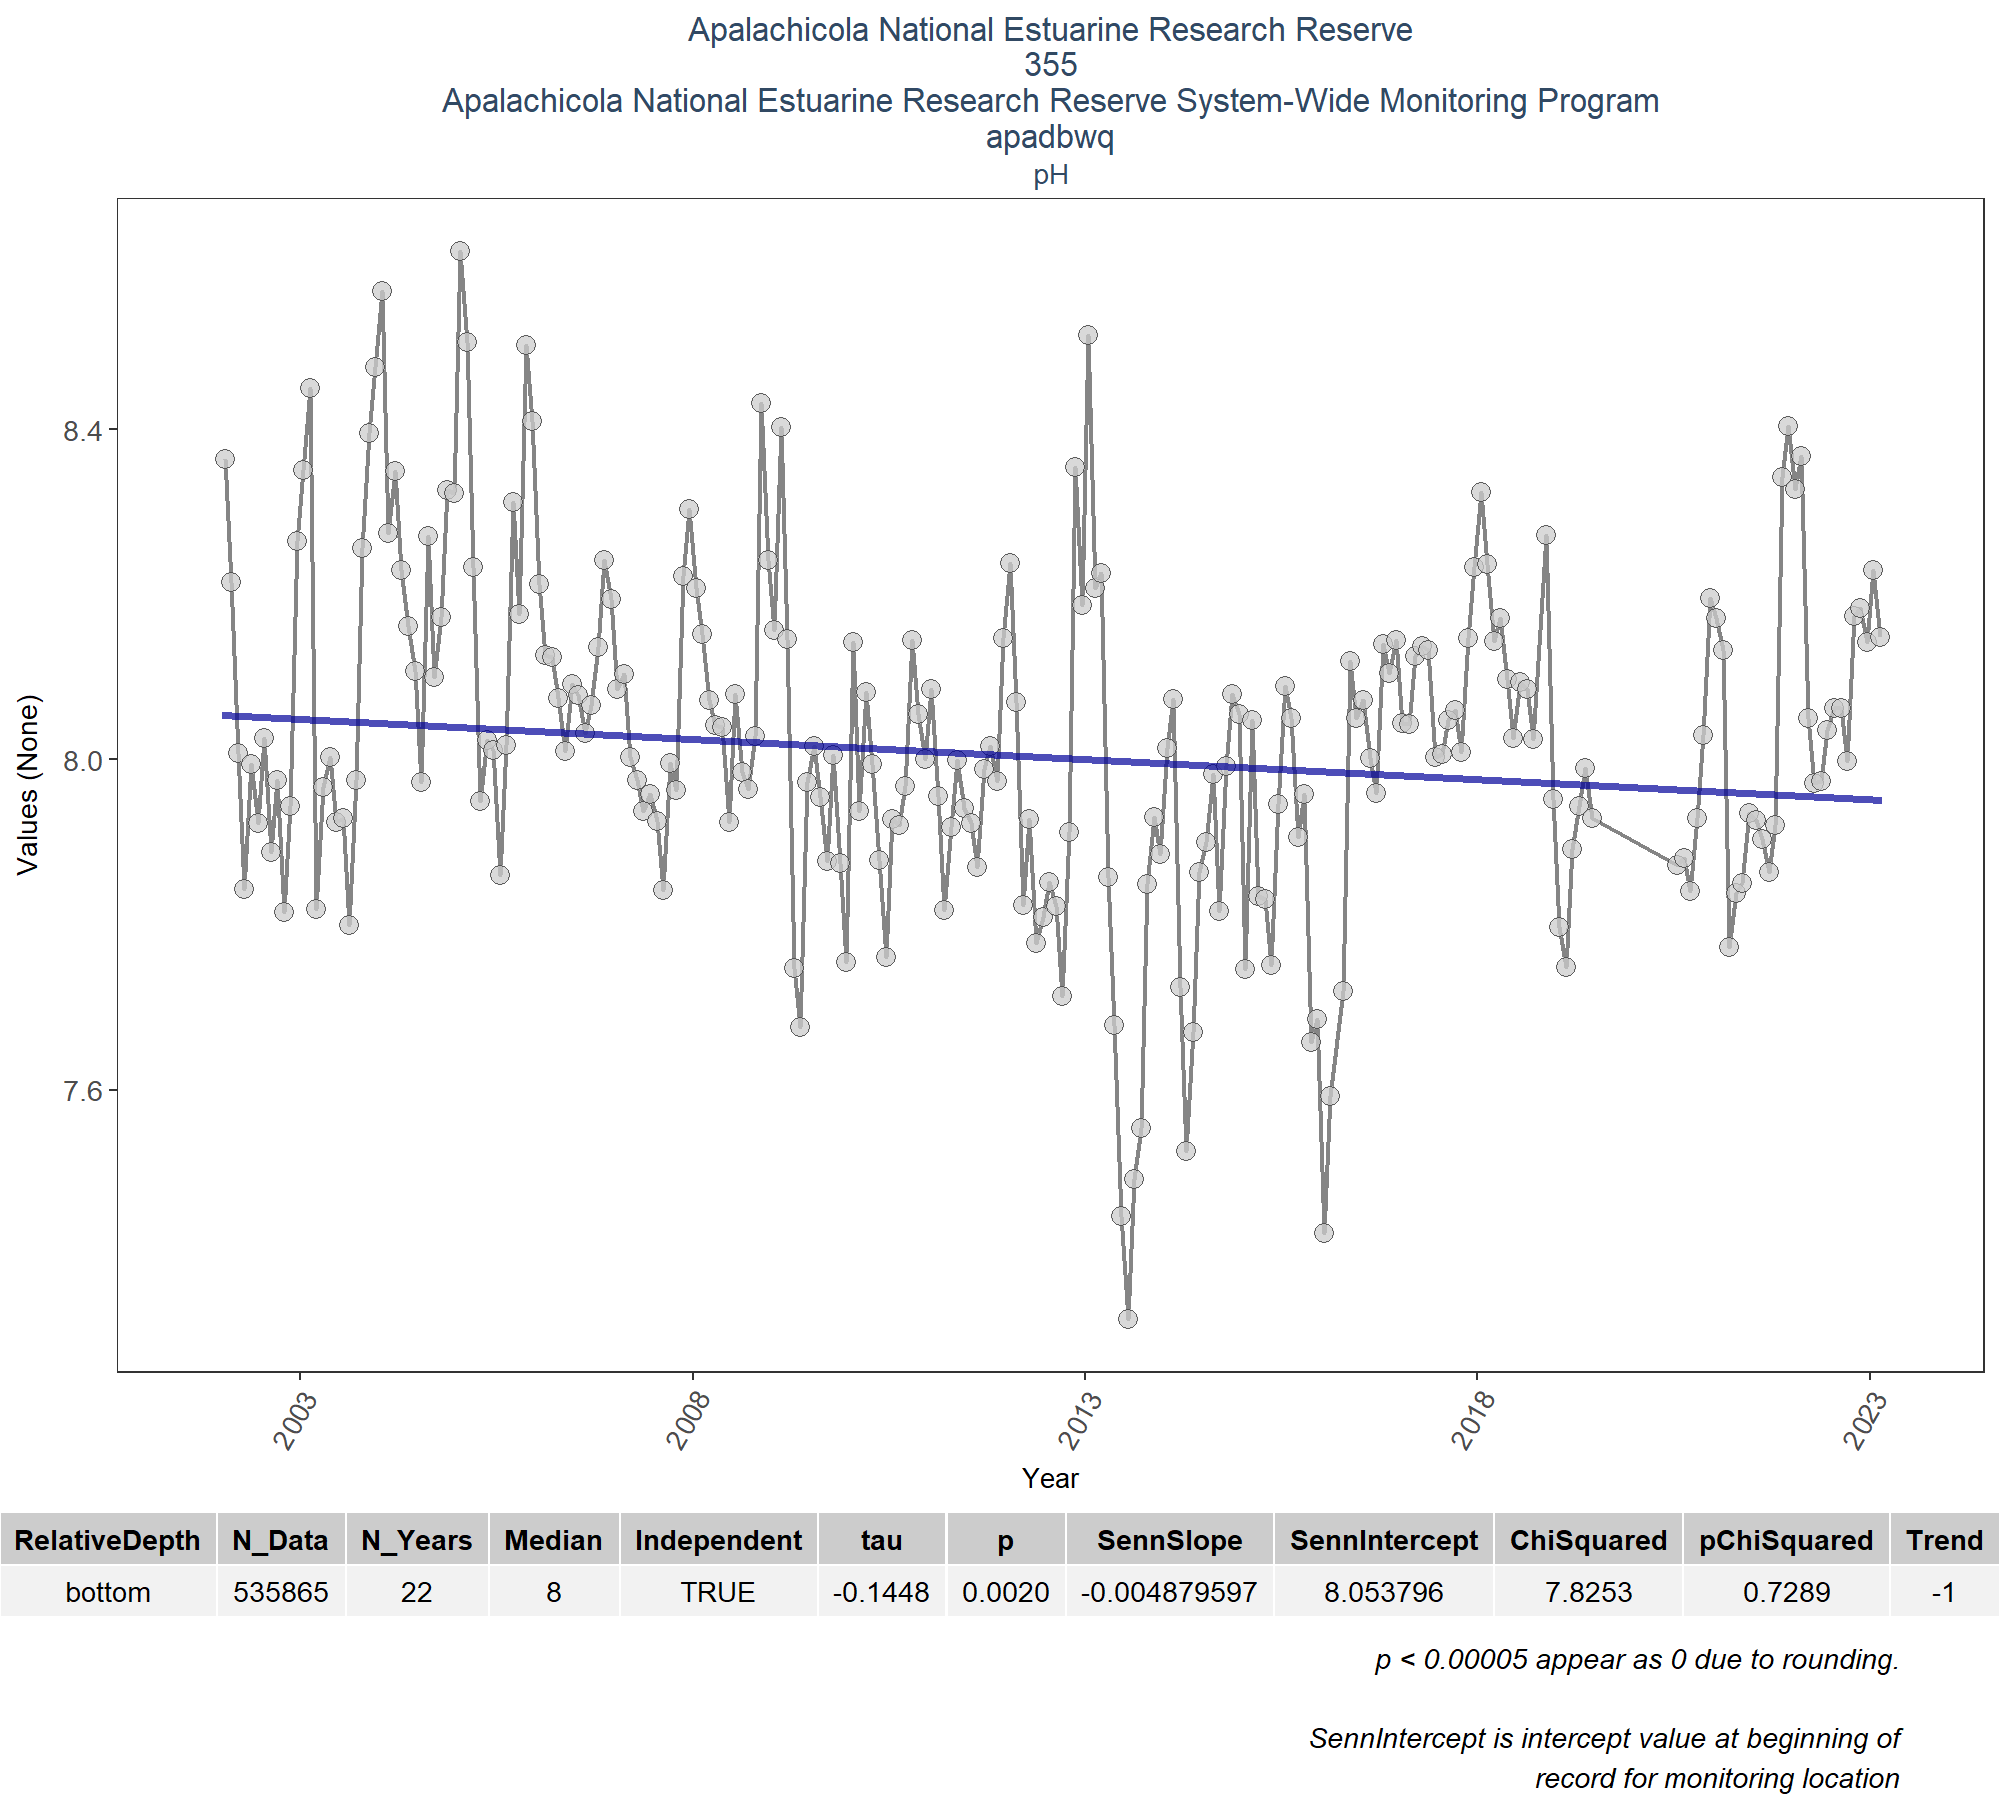 Apalachicola National Estuarine Research Reserve
355
Apalachicola National Estuarine Research Reserve System-Wide Monitoring Program
apadbwq
pH
Values (None)
8.4
8.0
7.6
2003 2008 2013 2018 2023
Year
RelativeDepth N_Data N_Years Median Independent tau p SennSlope SennIntercept ChiSquared pChiSquared Trend
bottom 535865 22 8 TRUE -0.1448 0.0020 -0.004879597 8.053796 7.8253 0.7289 -1
p < 0.00005 appear as 0 due to rounding.
SennIntercept is intercept value at beginning of
record for monitoring location